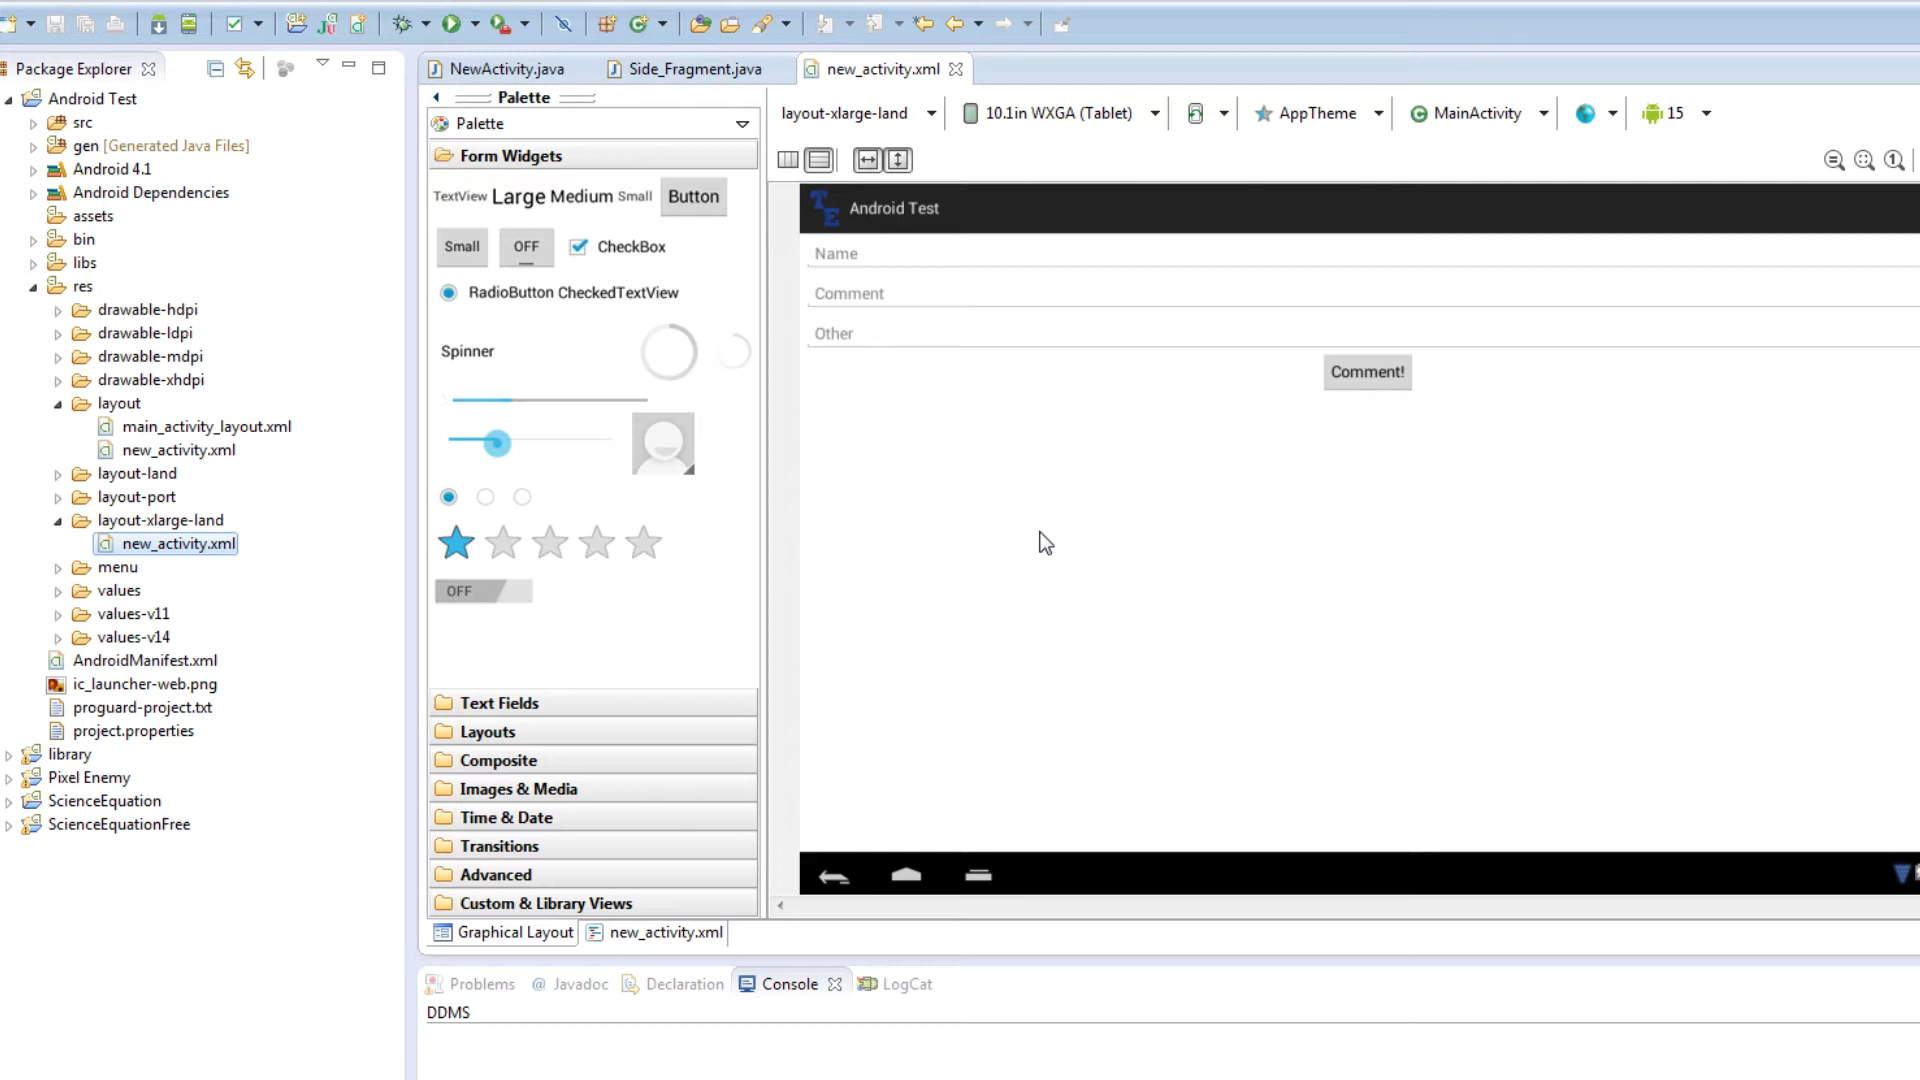 Package Explorer
Android Test
src
gen [Generated Java Files]
Android 4.1
Android Dependencies
assets
bin
libs
res
drawable-hdpi
drawable-ldpi
drawable-mdpi
drawable-xhdpi
layout
main_activity_layout.xml
new_activity.xml
layout-land
layout-port
layout-xlarge-land
new_activity.xml
menu
values
values-v11
values-v14
AndroidManifest.xml
ic_launcher-web.png
proguard-project.txt
project.properties
library
Pixel Enemy
ScienceEquation
ScienceEquationFree
NewActivity.java Side_Fragment.java new_activity.xml
Palette
Palette
Form Widgets
TextView Large Medium Small Button
Small OFF CheckBox
RadioButton CheckedTextView
Spinner
OFF
Text Fields
Layouts
Composite
Images & Media
Time & Date
Transitions
Advanced
Custom & Library Views
layout-xlarge-land 10.1in WXGA (Tablet) AppTheme MainActivity 15
TE Android Test
Name
Comment
Other
Comment!
Graphical Layout new_activity.xml
Problems @ Javadoc Declaration Console LogCat
DDMS